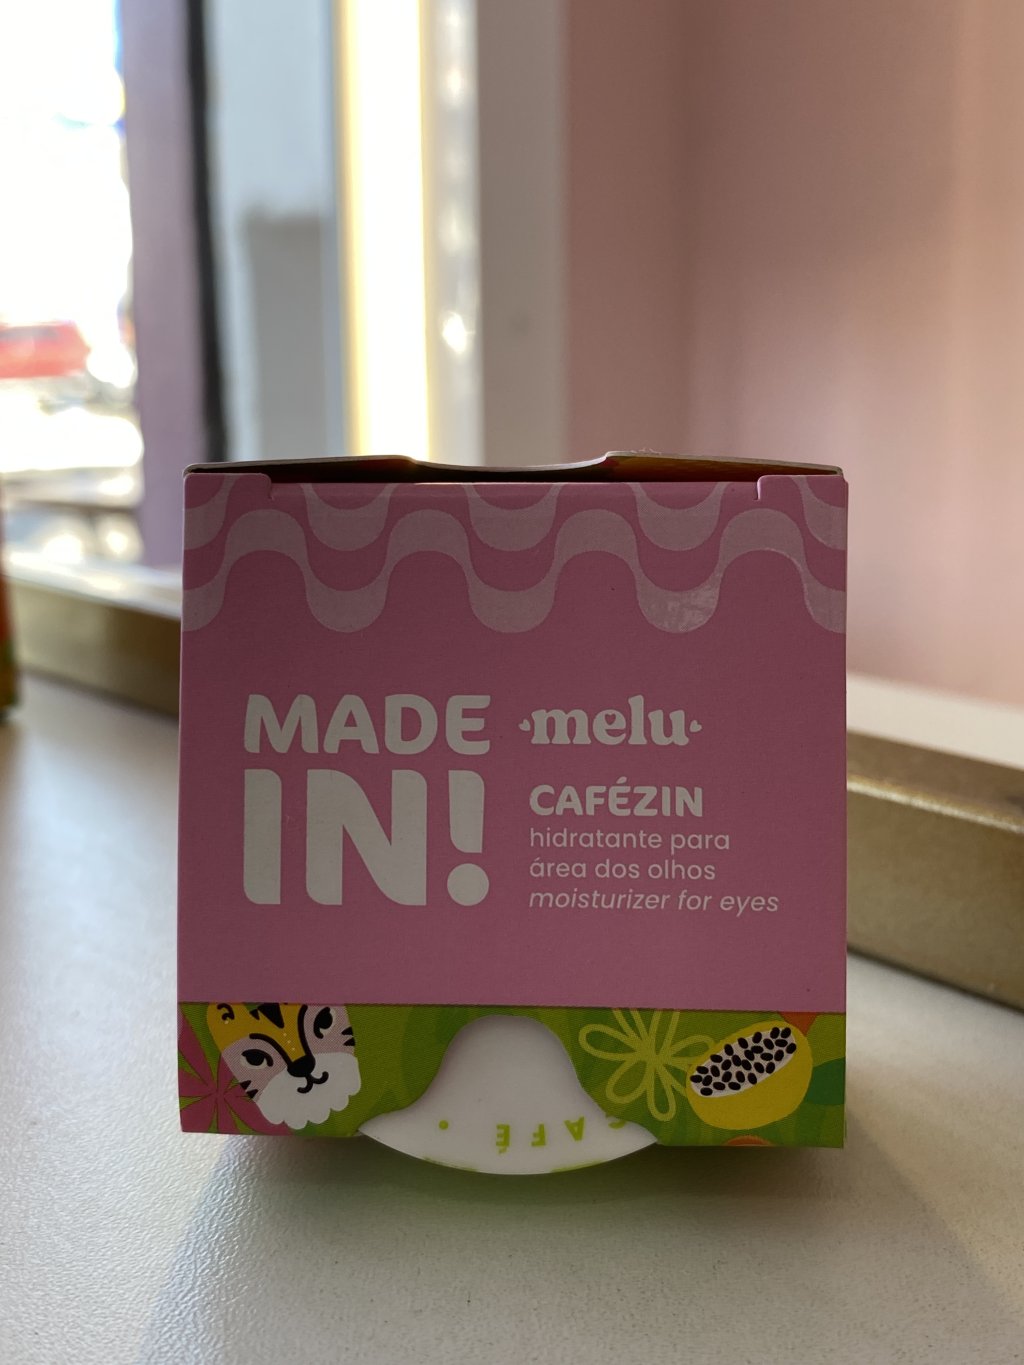 MADE
IN!
melu
CAFÉZIN
hidratante para
área dos olhos
moisturizer for eyes
CAFÉ •
É